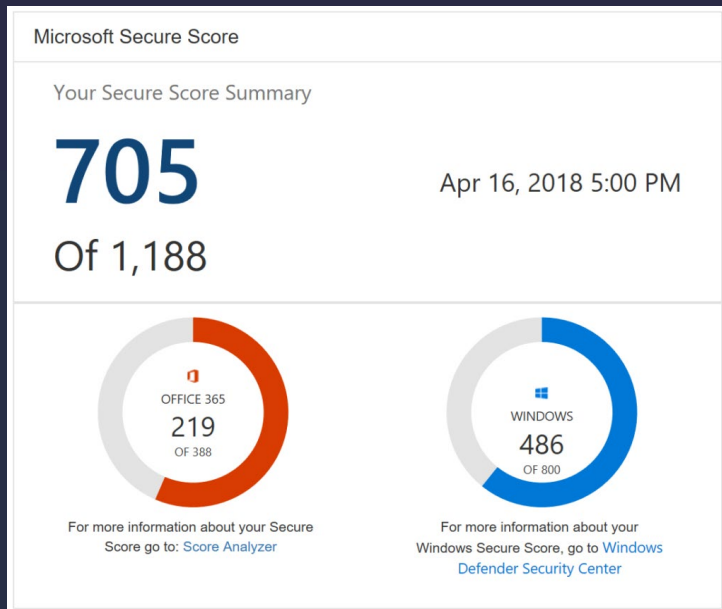 Microsoft Secure Score
Your Secure Score Summary
705
Apr 16, 2018 5:00 PM
Of 1,188
OFFICE 365
219
OF 388
For more information about your Secure
Score go to: Score Analyzer
WINDOWS
486
OF 800
For more information about your
Windows Secure Score, go to Windows
Defender Security Center